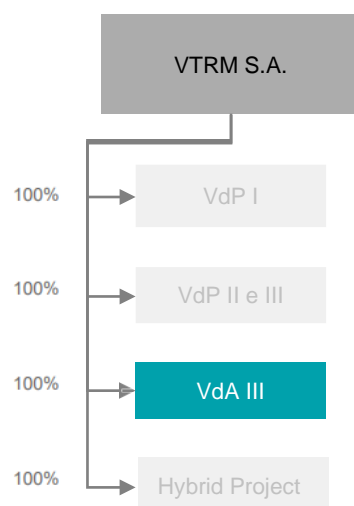 VTRM S.A.
100%
VdP I
100%
VdP II e III
100%
VdA III
100%
Hybrid Project